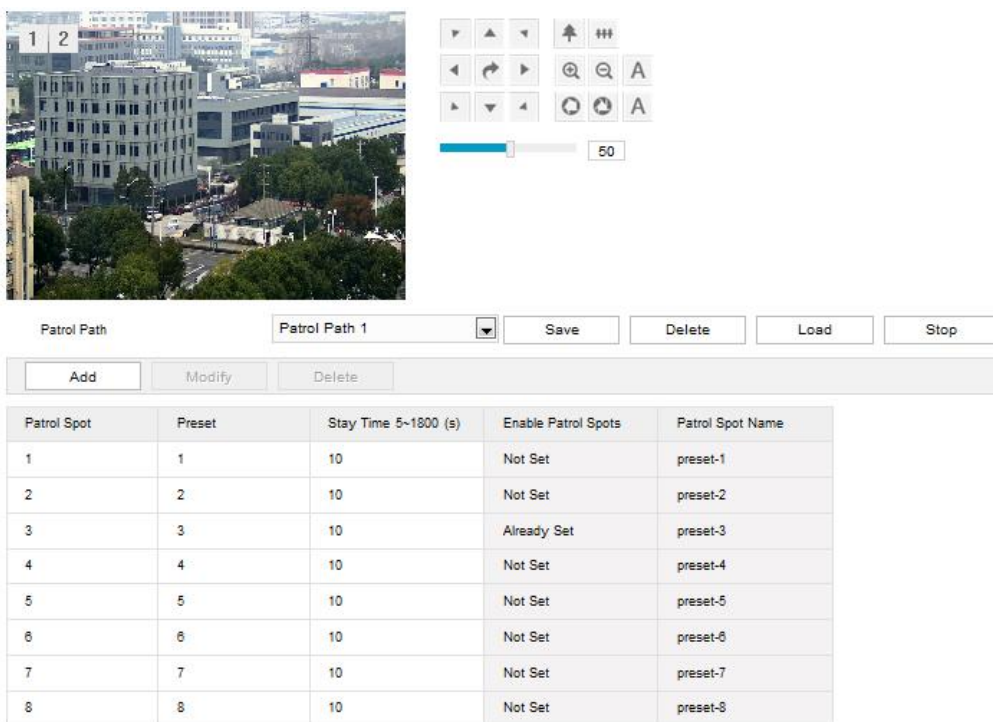 1 2
A
A
50
Patrol Path Patrol Path 1 Save Delete Load Stop
Add Modify Delete
Patrol Spot Preset Stay Time 5~1800 (s) Enable Patrol Spots Patrol Spot Name
1 1 10 Not Set preset-1
2 2 10 Not Set preset-2
3 3 10 Already Set preset-3
4 4 10 Not Set preset-4
5 5 10 Not Set preset-5
6 6 10 Not Set preset-6
7 7 10 Not Set preset-7
8 8 10 Not Set preset-8